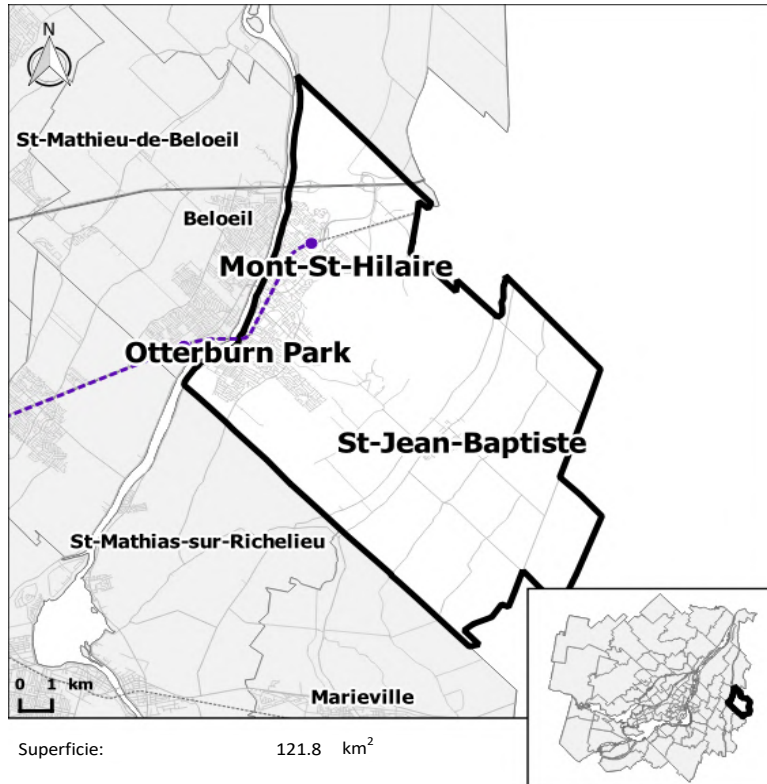 N
St-Mathieu-de-Beloeil
Beloeil
Mont-St-Hilaire
Otterburn Park
St-Jean-Baptiste
St-Mathias-sur-Richelieu
0 1 km
Marieville
Superficie: 121.8 km²